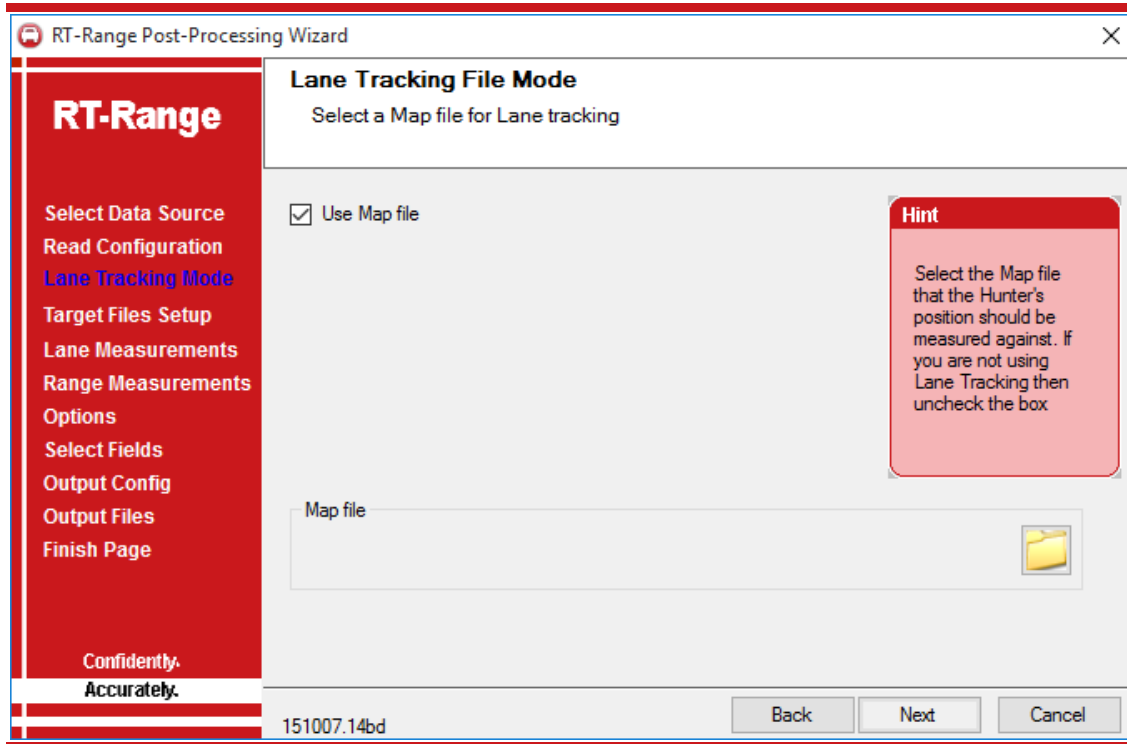 RT-Range Post-Processing Wizard
RT-Range
Select Data Source
Read Configuration
Lane Tracking Mode
Target Files Setup
Lane Measurements
Range Measurements
Options
Select Fields
Output Config
Output Files
Finish Page
Confidently.
Accurately.
Lane Tracking File Mode
Select a Map file for Lane tracking
Use Map file
Hint
Select the Map file
that the Hunter's
position should be
measured against. If
you are not using
Lane Tracking then
uncheck the box
Map file
151007.14bd
Back
Next
Cancel